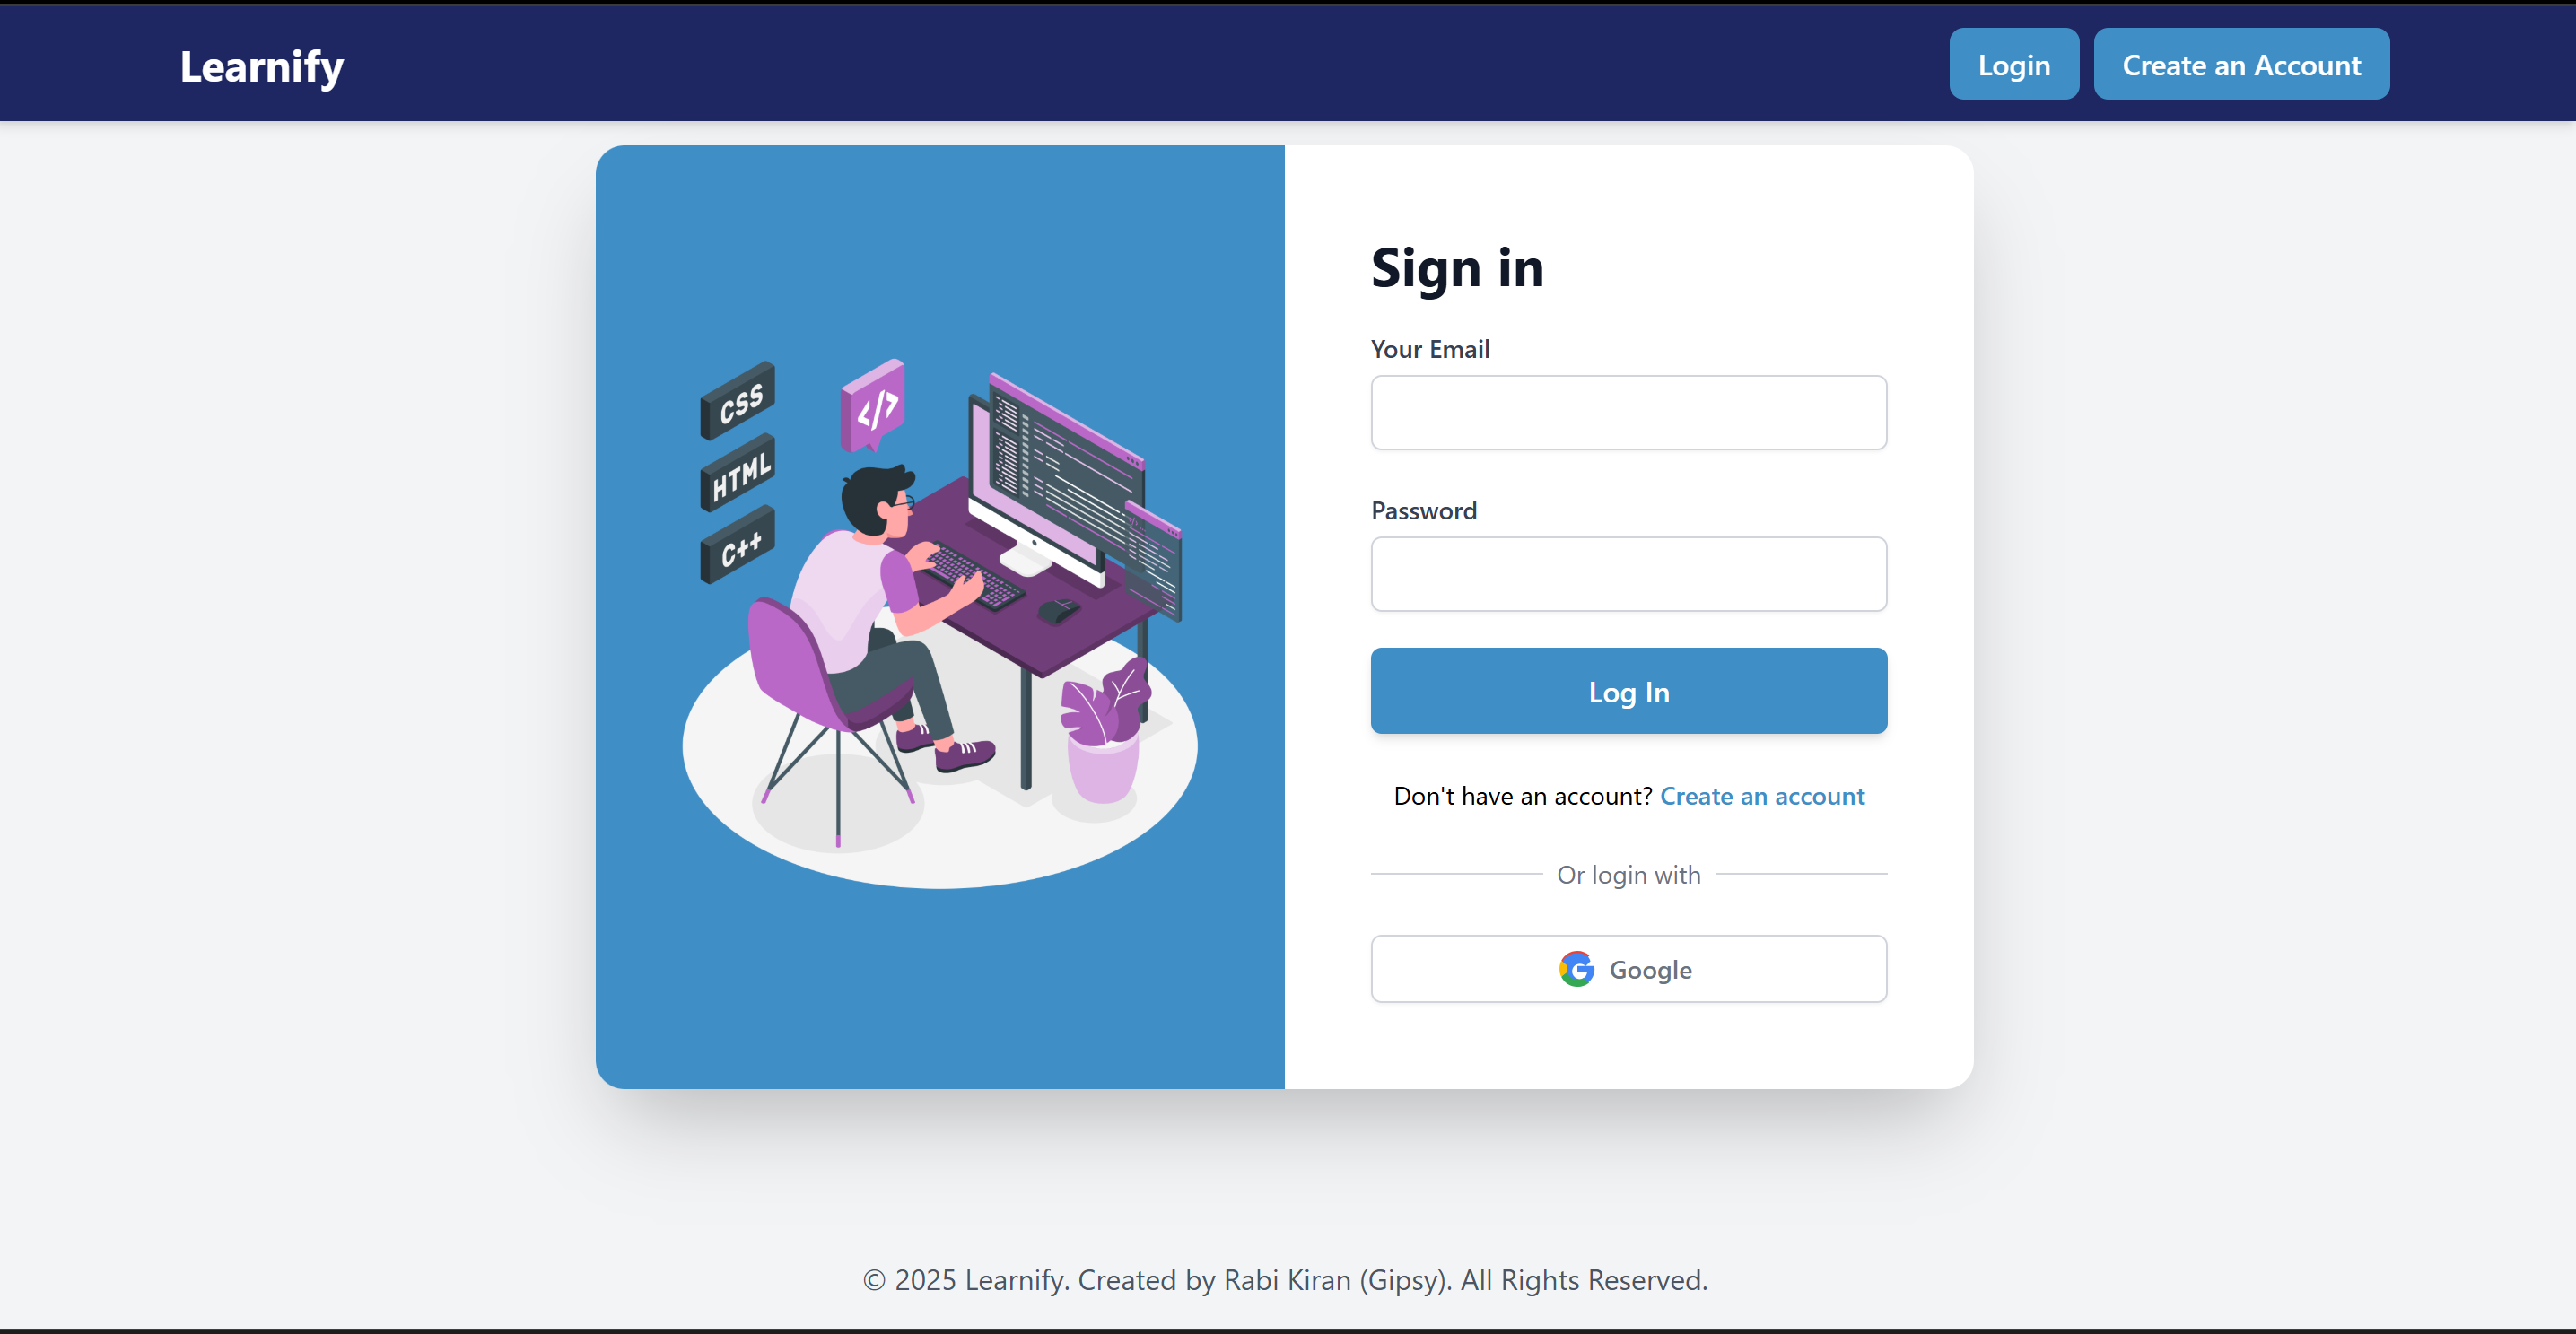 Learnify
Login
Create an Account
CSS
HTML
C++
</>
Sign in
Your Email
Password
Log In
Don't have an account? Create an account
Or login with
Google
© 2025 Learnify. Created by Rabi Kiran (Gipsy). All Rights Reserved.